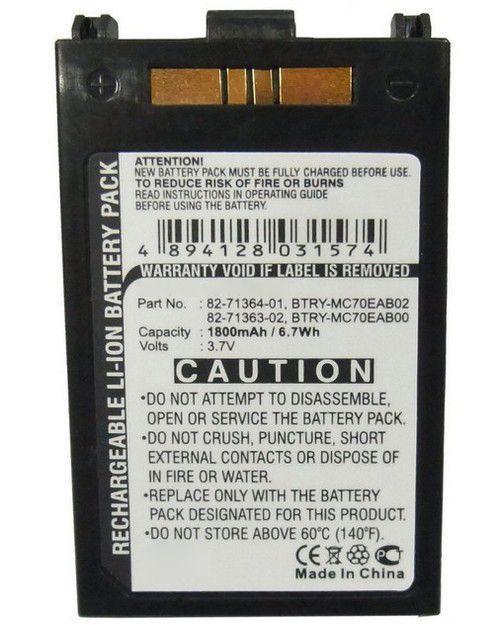 RECHARGEABLE LI-ION BATTERY PACK
ATTENTION!
NEW BATTERY PACK MUST BE FULLY CHARGED BEFORE USE.
TO REDUCE RISK OF FIRE OR BURNS
READ INSTRUCTIONS IN OPERATING GUIDE
BEFORE USING THE BATTERY.
4 894128 031574
WARRANTY VOID IF LABEL IS REMOVED
Part No. : 82-71364-01, BTRY-MC70EAB02
82-71363-02, BTRY-MC70EAB00
Capacity : 1800mAh / 6.7Wh
Volts : 3.7V
CAUTION
•DO NOT ATTEMPT TO DISASSEMBLE,
OPEN OR SERVICE THE BATTERY PACK.
•DO NOT CRUSH, PUNCTURE, SHORT
EXTERNAL CONTACTS OR DISPOSE OF
IN FIRE OR WATER.
•REPLACE ONLY WITH THE BATTERY
PACK DESIGNATED FOR THIS PRODUCT.
•DO NOT STORE ABOVE 60°C (140°F).
CE PCT
Made In China